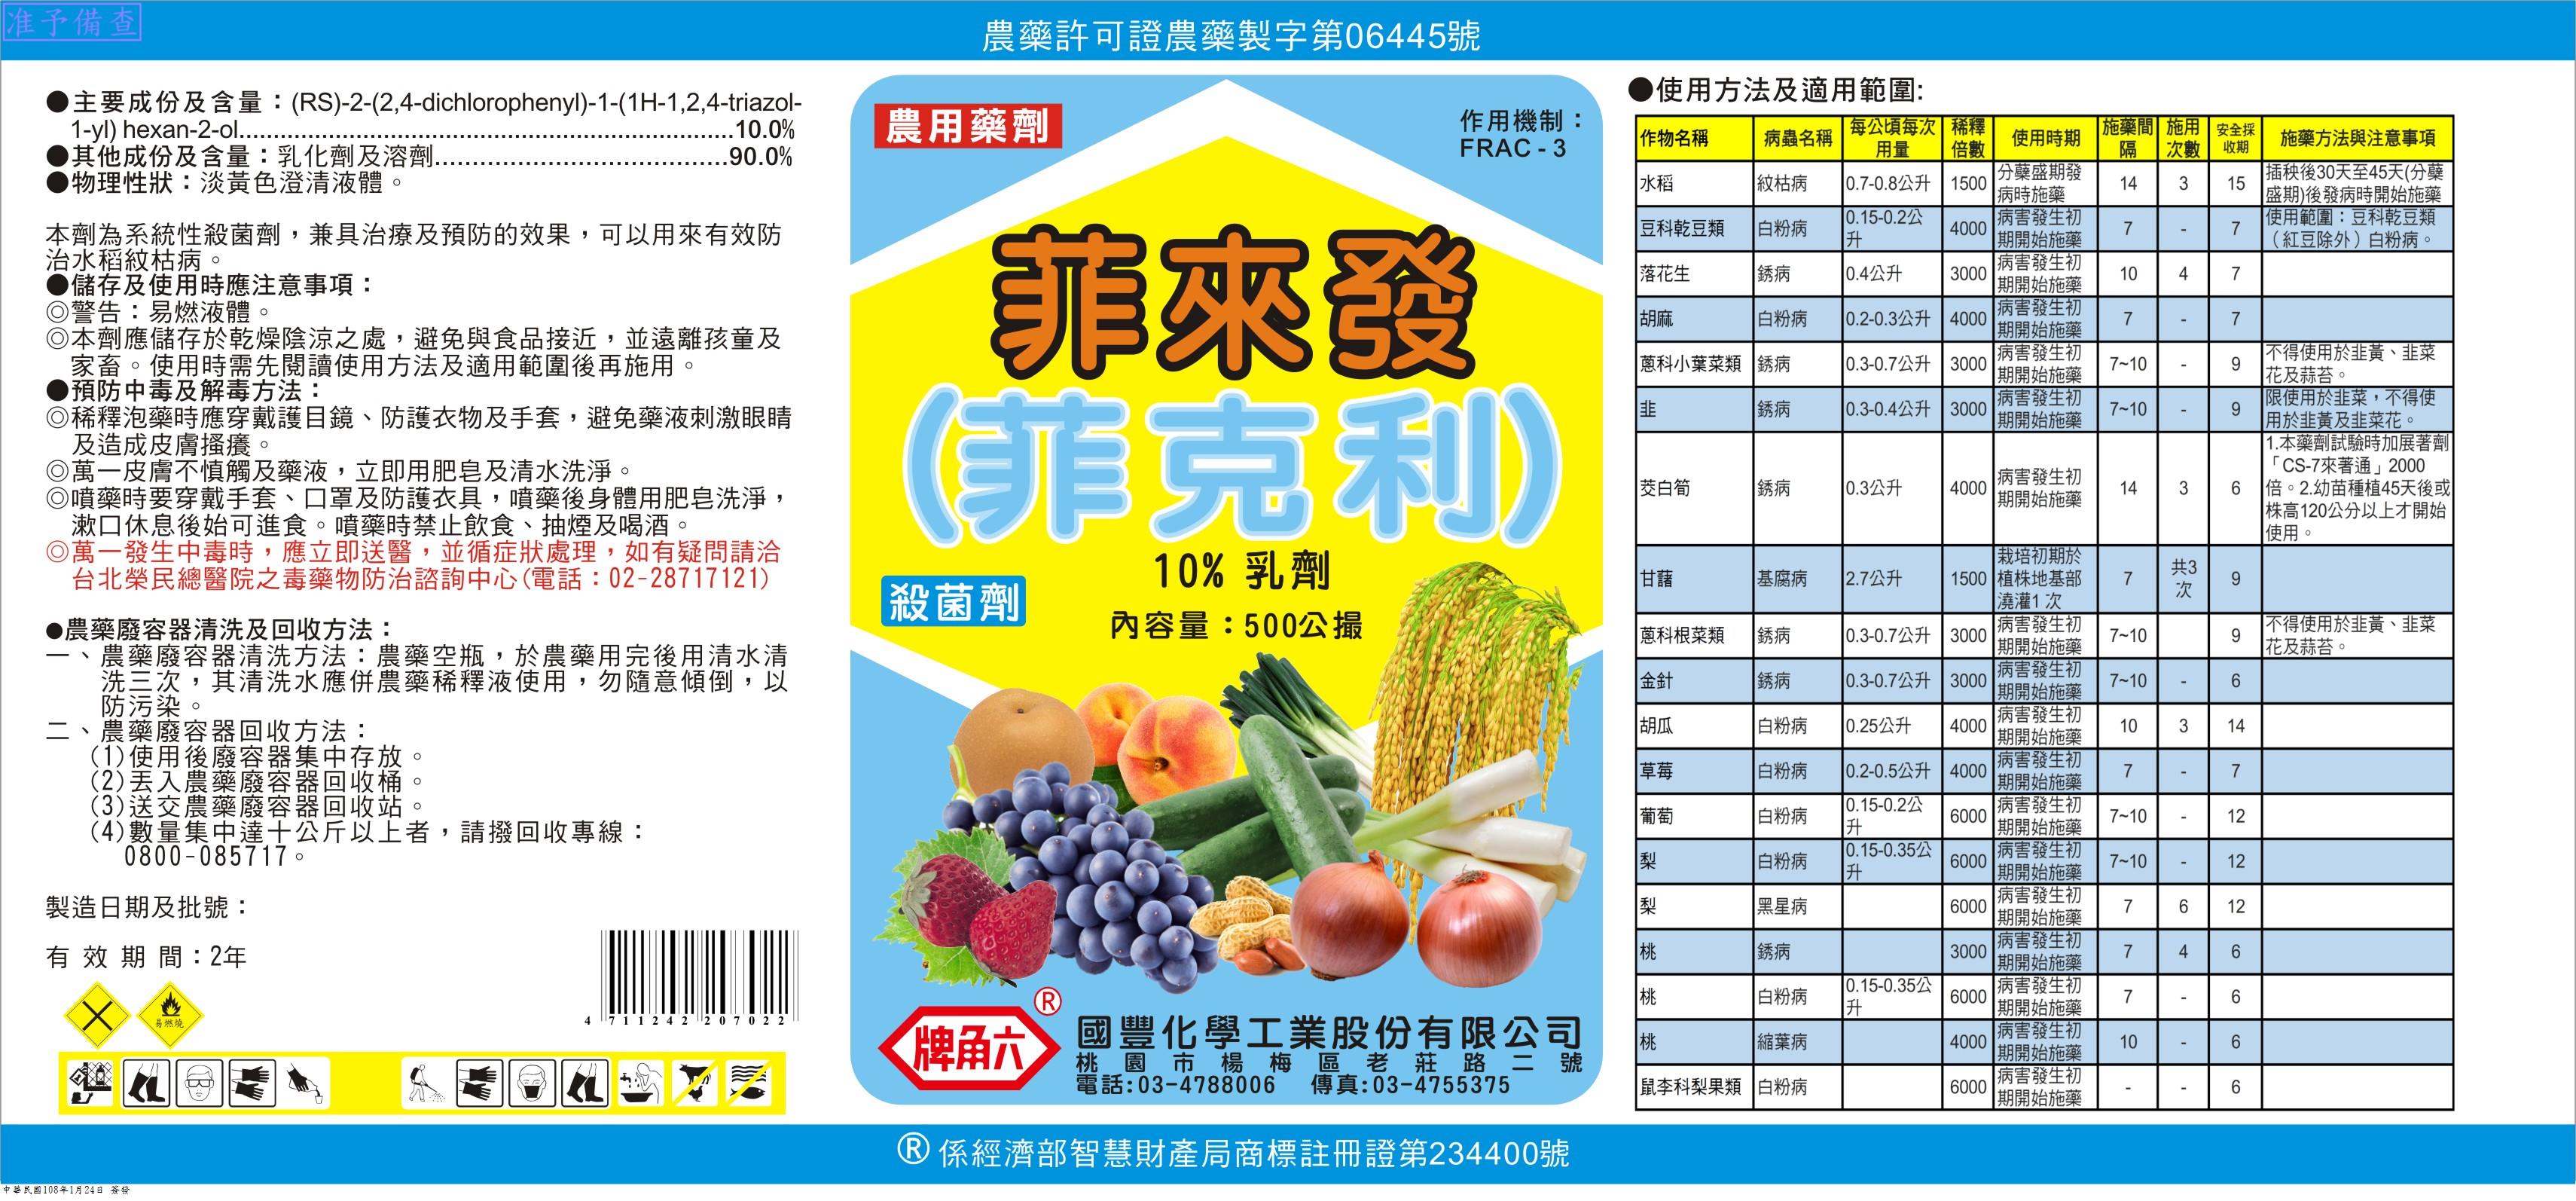 准予備查
農藥許可證農藥製字第06445號
●主要成份及含量：(RS)-2-(2,4-dichlorophenyl)-1-(1H-1,2,4-triazol-
1-yl) hexan-2-ol...........................................................................10.0%
●其他成份及含量：乳化劑及溶劑........................................90.0%
●物理性狀：淡黃色澄清液體。
本劑為系統性殺菌劑，兼具治療及預防的效果，可以用來有效防
治水稻紋枯病。
●儲存及使用時應注意事項：
◎警告：易燃液體。
◎本劑應儲存於乾燥陰涼之處，避免與食品接近，並遠離孩童及
家畜。使用時需先閱讀使用方法及適用範圍後再施用。
●預防中毒及解毒方法：
◎稀釋泡藥時應穿戴護目鏡、防護衣物及手套，避免藥液刺激眼睛
及造成皮膚搔癢。
◎萬一皮膚不慎觸及藥液，立即用肥皂及清水洗淨。
◎噴藥時要穿戴手套、口罩及防護衣具，噴藥後身體用肥皂洗淨，
漱口休息後始可進食。噴藥時禁止飲食、抽煙及喝酒。
◎萬一發生中毒時，應立即送醫，並循症狀處理，如有疑問請洽
台北榮民總醫院之毒藥物防治諮詢中心(電話：02-28717121)
●農藥廢容器清洗及回收方法：
一、農藥廢容器清洗方法：農藥空瓶，於農藥用完後用清水清
洗三次，其清洗水應併農藥稀釋液使用，勿隨意傾倒，以
防污染。
二、農藥廢容器回收方法：
(1)使用後廢容器集中存放。
(2)丟入農藥廢容器回收桶。
(3)送交農藥廢容器回收站。
(4)數量集中達十公斤以上者，請撥回收專線：
0800-085717。
製造日期及批號：
有效期間：2年
易燃燒
4 711242 207022
農用藥劑
作用機制：
FRAC - 3
菲來發
(菲克利)
10% 乳劑
殺菌劑
內容量：500公撮
牌角六
®
國豐化學工業股份有限公司
桃園市楊梅區老莊路二號
電話:03-4788006 傳真:03-4755375
●使用方法及適用範圍:
作物名稱 病蟲名稱 每公頃每次用量 稀釋倍數 使用時期 施藥間隔 施用次數 安全採收期 施藥方法與注意事項
水稻 紋枯病 0.7-0.8公升 1500 分蘗盛期發病時施藥 14 3 15 插秧後30天至45天(分蘗盛期)後發病時開始施藥
豆科乾豆類 白粉病 0.15-0.2公升 4000 病害發生初期開始施藥 7 - 7 使用範圍：豆科乾豆類（紅豆除外）白粉病。
落花生 銹病 0.4公升 3000 病害發生初期開始施藥 10 4 7
胡麻 白粉病 0.2-0.3公升 4000 病害發生初期開始施藥 7 - 7
蔥科小葉菜類 銹病 0.3-0.7公升 3000 病害發生初期開始施藥 7~10 - 9 不得使用於韭黃、韭菜花及蒜苔。
韭 銹病 0.3-0.4公升 3000 病害發生初期開始施藥 7~10 - 9 限使用於韭菜，不得使用於韭黃及韭菜花。
茭白筍 銹病 0.3公升 4000 病害發生初期開始施藥 14 3 6 1.本藥劑試驗時加展著劑「CS-7來著通」2000倍。2.幼苗種植45天後或株高120公分以上才開始使用。
甘藷 基腐病 2.7公升 1500 栽培初期於植株地基部澆灌1 次 7 共3次 9
蔥科根菜類 銹病 0.3-0.7公升 3000 病害發生初期開始施藥 7~10 9 不得使用於韭黃、韭菜花及蒜苔。
金針 銹病 0.3-0.7公升 3000 病害發生初期開始施藥 7~10 - 6
胡瓜 白粉病 0.25公升 4000 病害發生初期開始施藥 10 3 14
草莓 白粉病 0.2-0.5公升 4000 病害發生初期開始施藥 7 - 7
葡萄 白粉病 0.15-0.2公升 6000 病害發生初期開始施藥 7~10 - 12
梨 白粉病 0.15-0.35公升 6000 病害發生初期開始施藥 7~10 - 12
梨 黑星病 6000 病害發生初期開始施藥 7 6 12
桃 銹病 3000 病害發生初期開始施藥 7 4 6
桃 白粉病 0.15-0.35公升 6000 病害發生初期開始施藥 7 - 6
桃 縮葉病 4000 病害發生初期開始施藥 10 - 6
鼠李科梨果類 白粉病 6000 病害發生初期開始施藥 - - 6
®係經濟部智慧財產局商標註冊證第234400號
中華民國108年1月24日 簽發